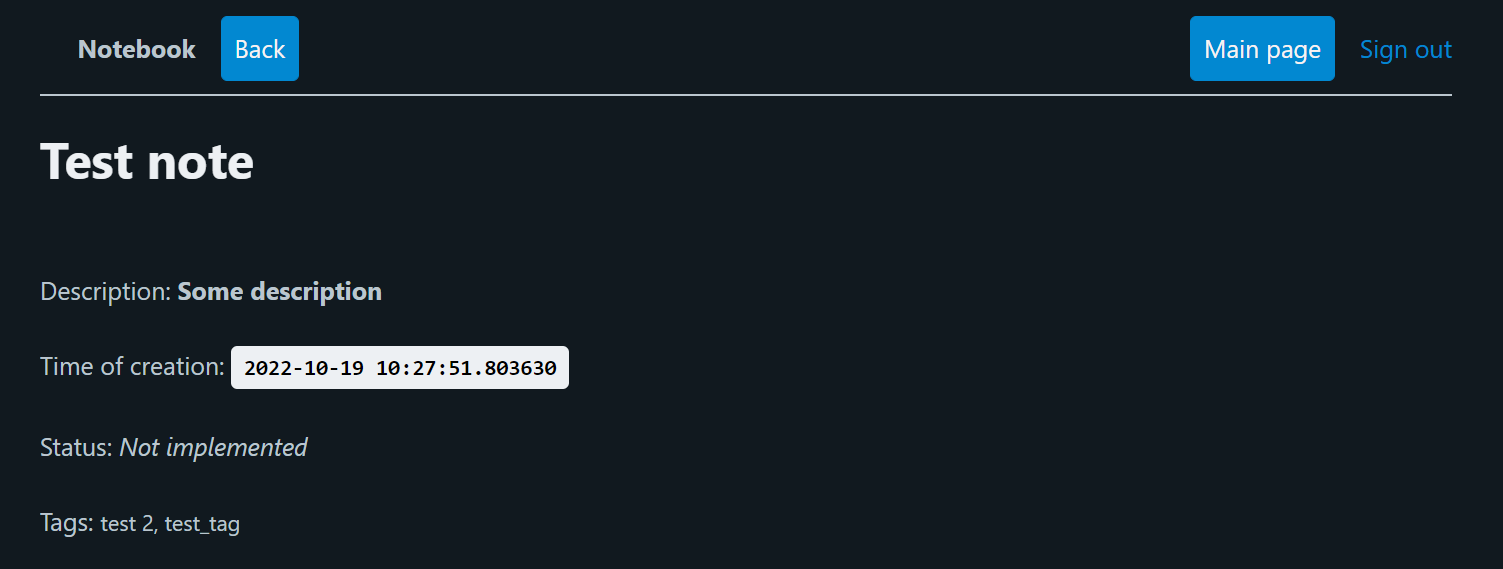 Notebook Back Main page Sign out
Test note
Description: Some description
Time of creation: 2022-10-19 10:27:51.803630
Status: Not implemented
Tags: test 2, test_tag